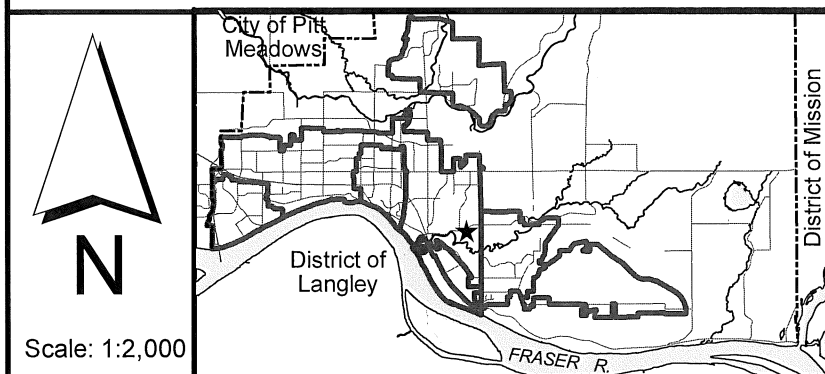 City of Pitt
Meadows
District of Mission
District of
Langley
N
Scale: 1:2,000
FRASER R.